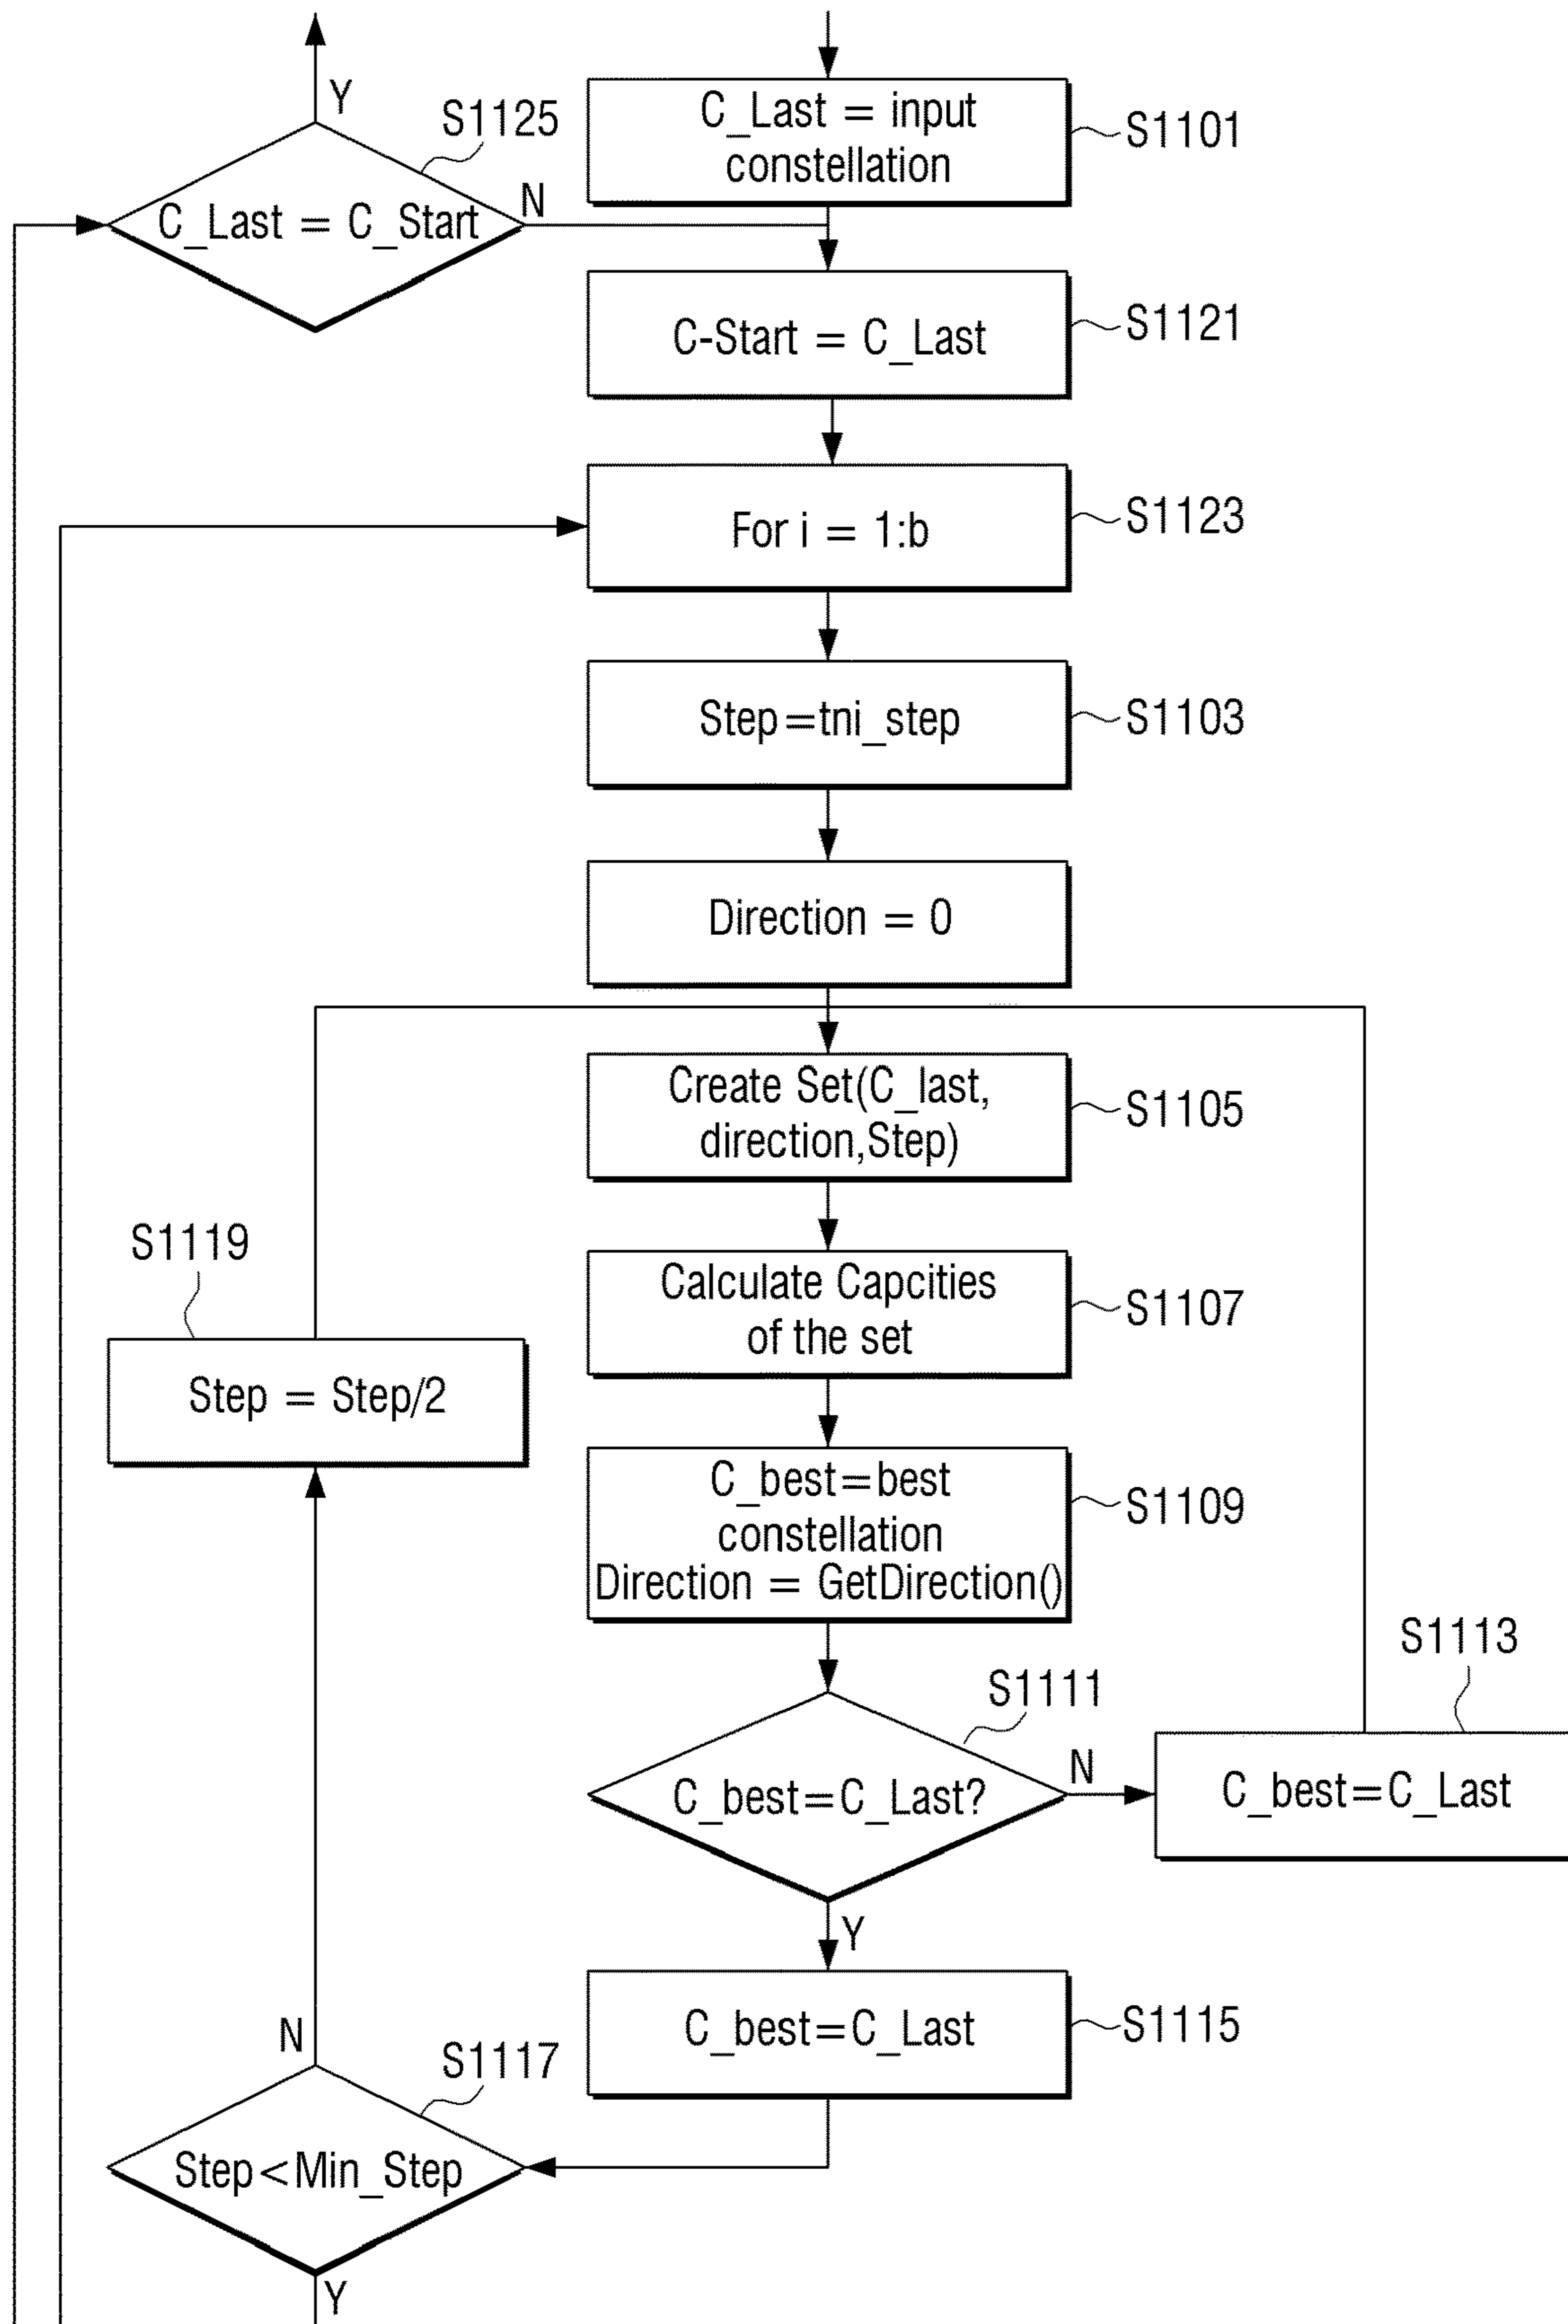 Y
S1125
C_Last = C_Start
N
C_Last = input
constellation
S1101
C-Start = C_Last
S1121
For i = 1:b
S1123
Step=tni_step
S1103
Direction = 0
Create Set(C_last,
direction,Step)
S1105
Calculate Capcities
of the set
S1107
S1119
Step = Step/2
C_best=best
constellation
Direction = GetDirection()
S1109
S1111
C_best=C_Last?
N
S1113
C_best=C_Last
Y
C_best=C_Last
S1115
N
S1117
Step<Min_Step
Y